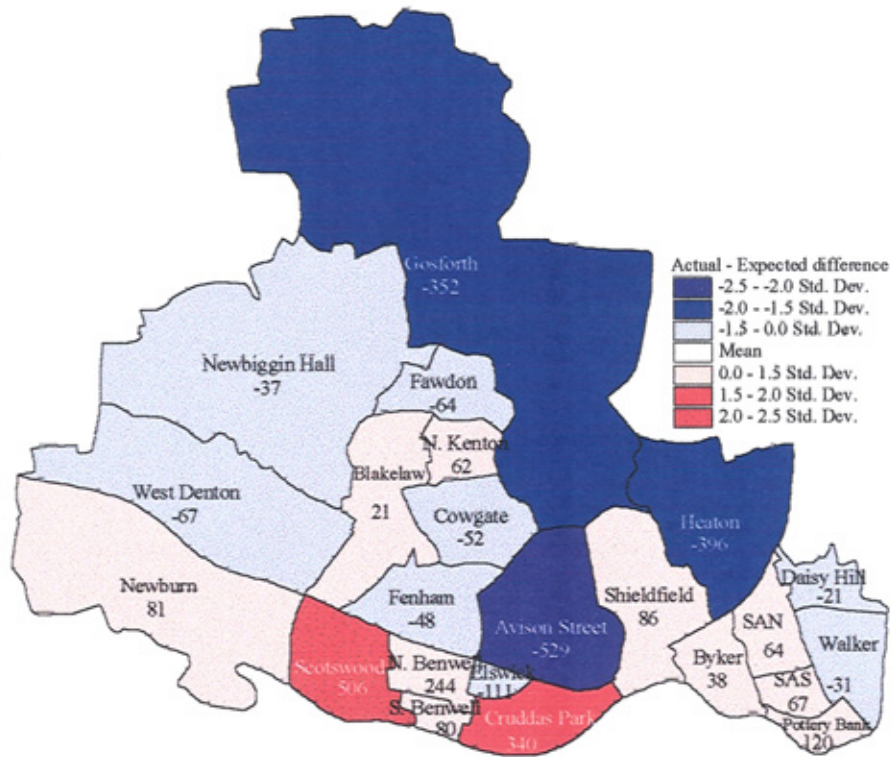 Gosforth
-352
Actual - Expected difference
-2.5 - -2.0 Std. Dev.
-2.0 - -1.5 Std. Dev.
-1.5 - 0.0 Std. Dev.
Mean
0.0 - 1.5 Std. Dev.
1.5 - 2.0 Std. Dev.
2.0 - 2.5 Std. Dev.
Newbiggin Hall
-37
Fawdon
-64
N. Kenton
62
Blakelaw
21
West Denton
-67
Cowgate
-52
Heaton
-396
Newburn
81
Fenham
-48
Avison Street
-529
Shieldfield
86
Daisy Hill
-21
SAN
64
Walker
-31
Byker
38
SAS
67
Pottery Bank
120
Scotswood
506
N. Benwell
244
Elswick
-111
S. Benwell
80
Cruddas Park
340